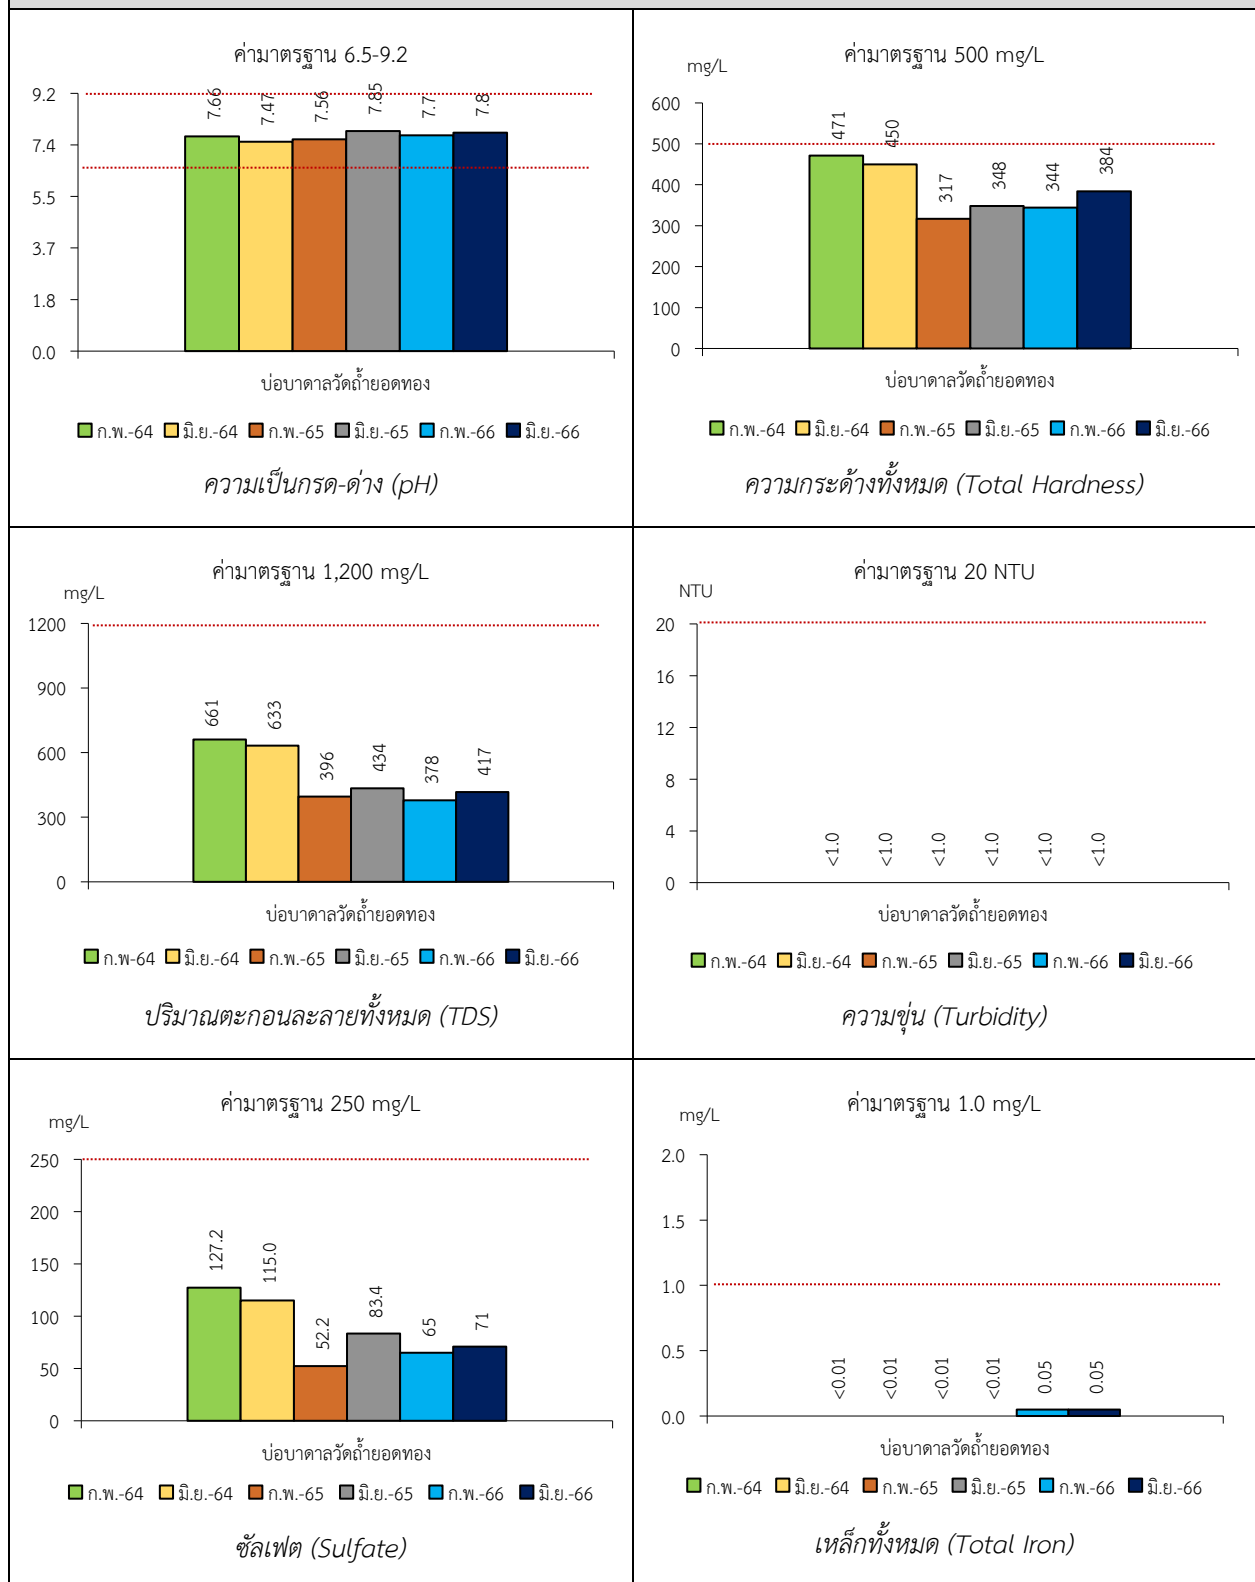 ค่ามาตรฐาน 6.5-9.2
9.2
7.4
5.5
3.7
1.8
0.0
7.66
7.47
7.56
7.85
7.7
7.8
บ่อบาดาลวัดถ้ำยอดทอง
ก.พ.-64 มิ.ย.-64 ก.พ.-65 มิ.ย.-65 ก.พ.-66 มิ.ย.-66
ความเป็นกรด-ด่าง (pH)
ค่ามาตรฐาน 500 mg/L
mg/L
600
500
400
300
200
100
0
471
450
317
348
344
384
บ่อบาดาลวัดถ้ำยอดทอง
ก.พ.-64 มิ.ย.-64 ก.พ.-65 มิ.ย.-65 ก.พ.-66 มิ.ย.-66
ความกระด้างทั้งหมด (Total Hardness)
ค่ามาตรฐาน 1,200 mg/L
mg/L
1200
900
600
300
0
661
633
396
434
378
417
บ่อบาดาลวัดถ้ำยอดทอง
ก.พ-64 มิ.ย.-64 ก.พ.-65 มิ.ย.-65 ก.พ.-66 มิ.ย.-66
ปริมาณตะกอนละลายทั้งหมด (TDS)
ค่ามาตรฐาน 20 NTU
NTU
20
16
12
8
4
0
<1.0
<1.0
<1.0
<1.0
<1.0
<1.0
บ่อบาดาลวัดถ้ำยอดทอง
ก.พ.-64 มิ.ย.-64 ก.พ.-65 มิ.ย.-65 ก.พ.-66 มิ.ย.-66
ความขุ่น (Turbidity)
ค่ามาตรฐาน 250 mg/L
mg/L
250
200
150
100
50
0
127.2
115.0
52.2
83.4
65
71
บ่อบาดาลวัดถ้ำยอดทอง
ก.พ.-64 มิ.ย.-64 ก.พ.-65 มิ.ย.-65 ก.พ.-66 มิ.ย.-66
ซัลเฟต (Sulfate)
ค่ามาตรฐาน 1.0 mg/L
mg/L
2.0
1.5
1.0
0.5
0.0
<0.01
<0.01
<0.01
<0.01
0.05
0.05
บ่อบาดาลวัดถ้ำยอดทอง
ก.พ.-64 มิ.ย.-64 ก.พ.-65 มิ.ย.-65 ก.พ.-66 มิ.ย.-66
เหล็กทั้งหมด (Total Iron)